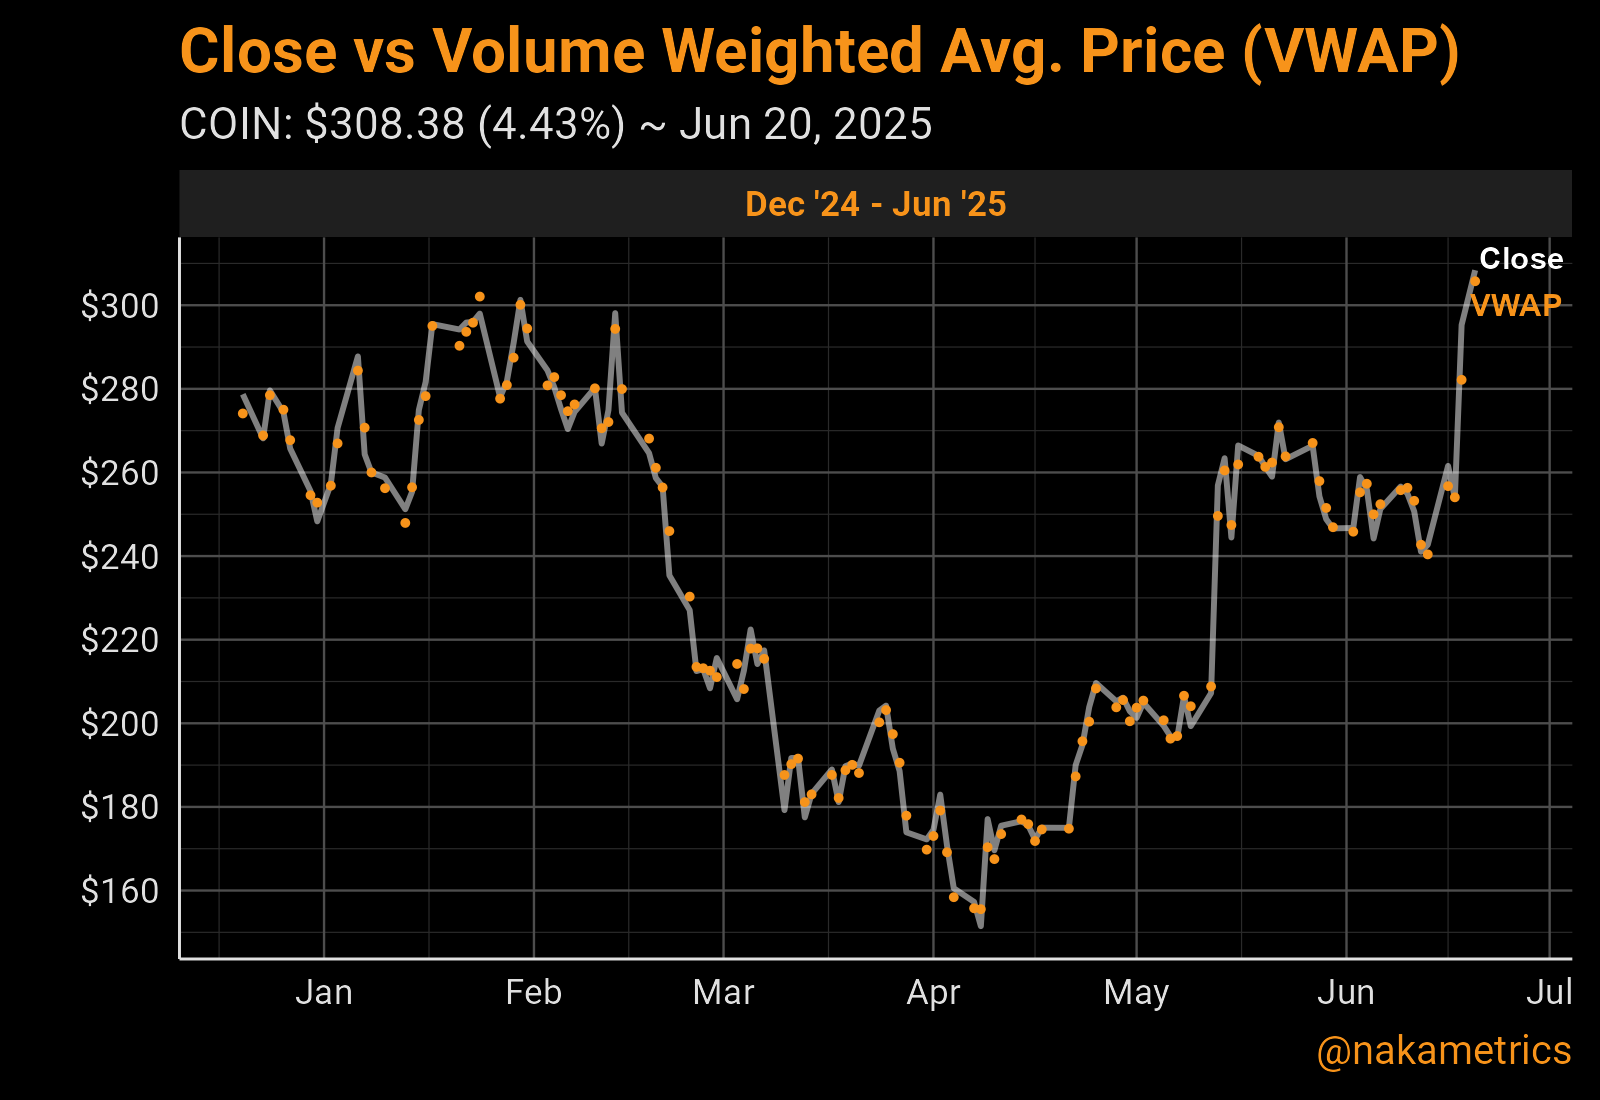 Close vs Volume Weighted Avg. Price (VWAP)
COIN: $308.38 (4.43%) ~ Jun 20, 2025
Dec '24 - Jun '25
Close
VWAP
$300
$280
$260
$240
$220
$200
$180
$160
Jan Feb Mar Apr May Jun Jul
@nakametrics